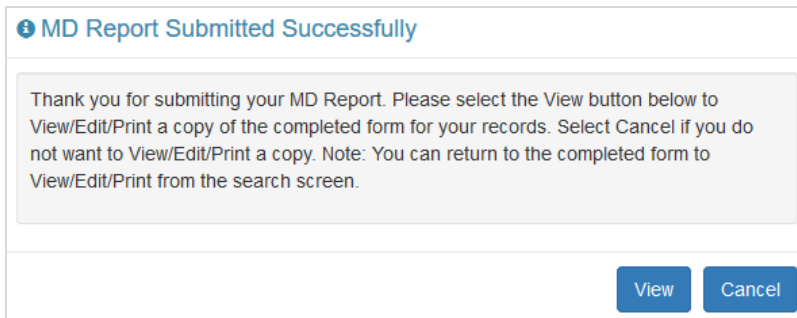 MD Report Submitted Successfully
Thank you for submitting your MD Report. Please select the View button below to
View/Edit/Print a copy of the completed form for your records. Select Cancel if you do
not want to View/Edit/Print a copy. Note: You can return to the completed form to
View/Edit/Print from the search screen.
View Cancel